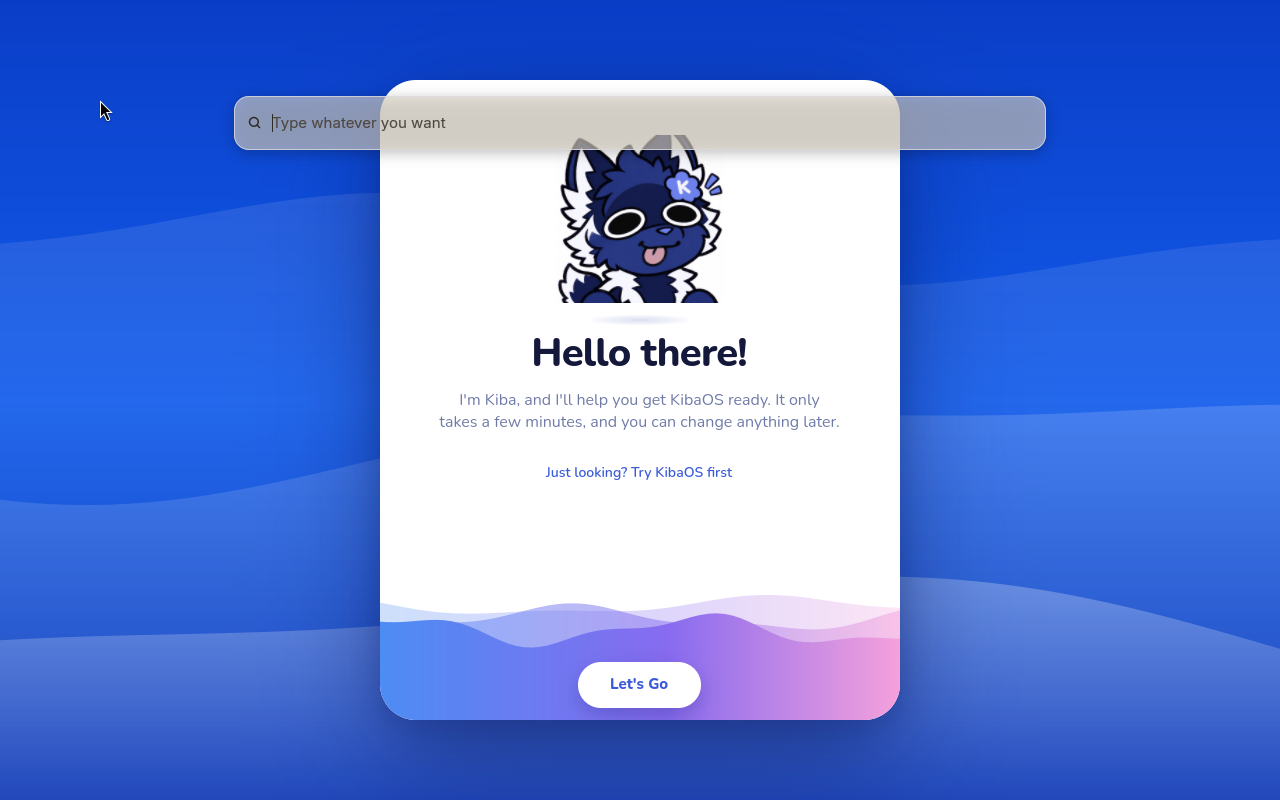 Type whatever you want
K
Hello there!
I'm Kiba, and I'll help you get KibaOS ready. It only
takes a few minutes, and you can change anything later.
Just looking? Try KibaOS first
Let's Go